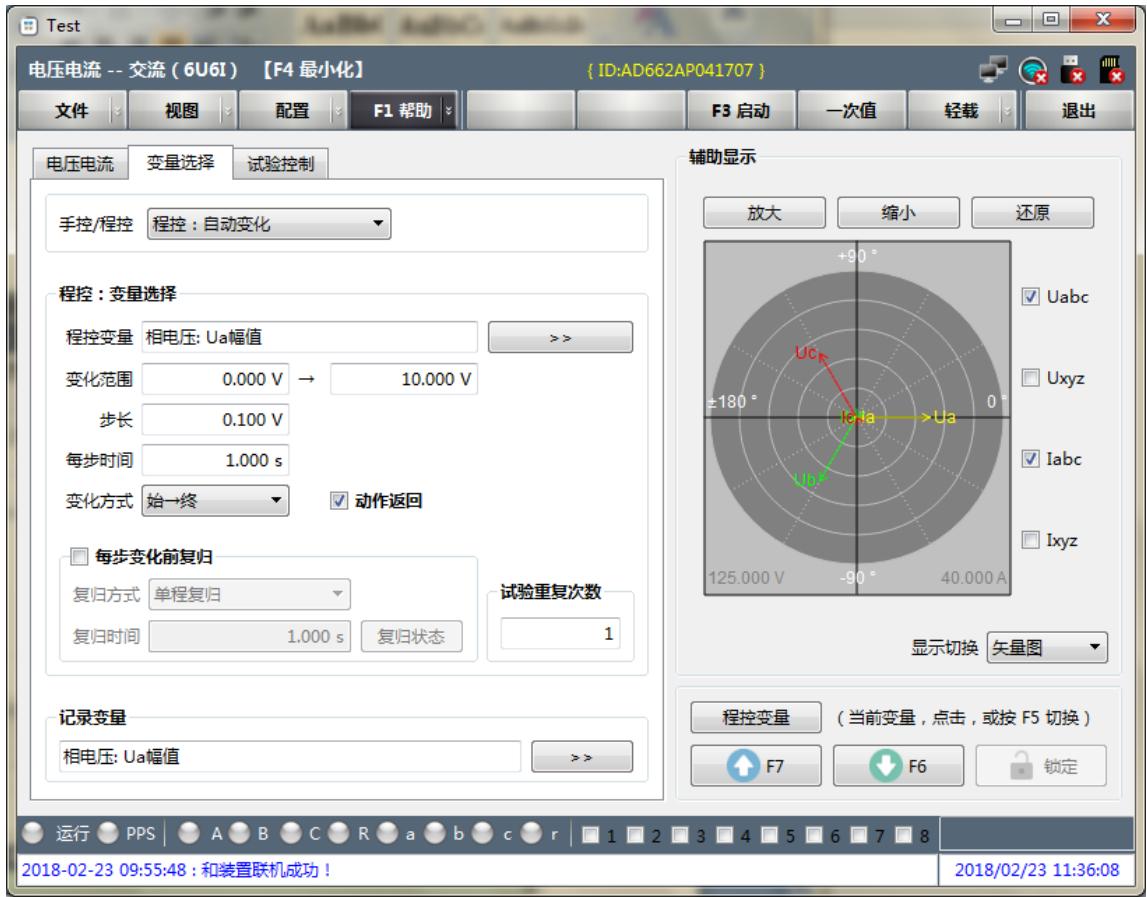 Test
电压电流 -- 交流（6U6I） 【F4 最小化】 { ID:AD662AP041707 }
文件 视图 配置 F1 帮助 F3 启动 一次值 轻载 退出
电压电流 变量选择 试验控制
手控/程控 程控：自动变化
程控：变量选择
程控变量 相电压: Ua幅值 >>
变化范围 0.000 V → 10.000 V
步长 0.100 V
每步时间 1.000 s
变化方式 始→终 动作返回
每步变化前复归
复归方式 单程复归
复归时间 1.000 s 复归状态
试验重复次数
1
记录变量
相电压: Ua幅值 >>
辅助显示
放大 缩小 还原
+90 °
Uabc
Uc
Uxyz
±180 ° 0 °
Ic Ia Ua
Iabc
Ub
Ixyz
125.000 V -90 ° 40.000 A
显示切换 矢量图
程控变量 （当前变量，点击，或按 F5 切换）
F7 F6 锁定
运行 PPS A B C R a b c r 1 2 3 4 5 6 7 8
2018-02-23 09:55:48：和装置联机成功！ 2018/02/23 11:36:08